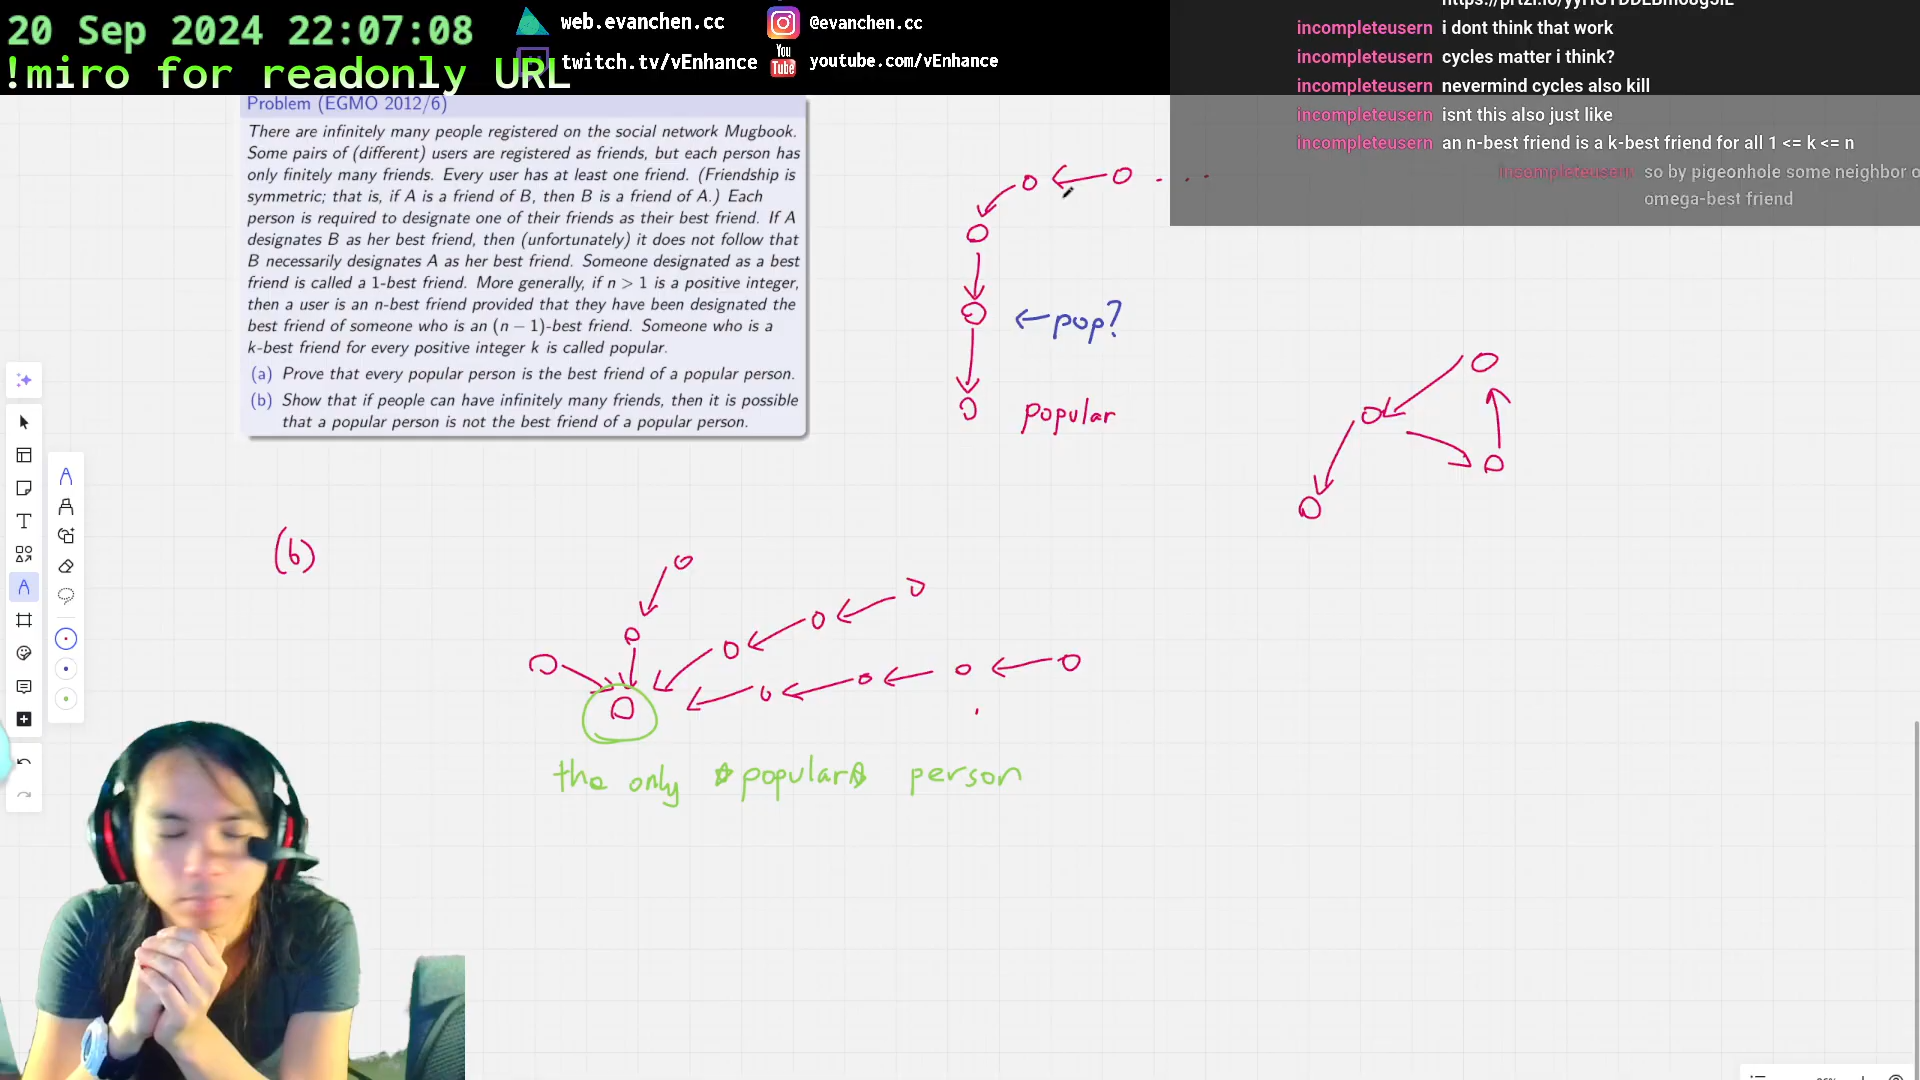 20 Sep 2024 22:07:08
!miro for readonly URL
web.evanchen.cc
@evanchen.cc
twitch.tv/vEnhance
You
Tube
youtube.com/vEnhance
incompleteusern i dont think that work
incompleteusern cycles matter i think?
incompleteusern nevermind cycles also kill
incompleteusern isnt this also just like
incompleteusern an n-best friend is a k-best friend for all 1 <= k <= n
incompleteusern so by pigeonhole some neighbor o
omega-best friend
Problem (EGMO 2012/6)
There are infinitely many people registered on the social network Mugbook.
Some pairs of (different) users are registered as friends, but each person has
only finitely many friends. Every user has at least one friend. (Friendship is
symmetric; that is, if A is a friend of B, then B is a friend of A.) Each
person is required to designate one of their friends as their best friend. If A
designates B as her best friend, then (unfortunately) it does not follow that
B necessarily designates A as her best friend. Someone designated as a best
friend is called a 1-best friend. More generally, if n > 1 is a positive integer,
then a user is an n-best friend provided that they have been designated the
best friend of someone who is an (n − 1)-best friend. Someone who is a
k-best friend for every positive integer k is called popular.
(a) Prove that every popular person is the best friend of a popular person.
(b) Show that if people can have infinitely many friends, then it is possible
that a popular person is not the best friend of a popular person.
pop?
popular
(b)
the only popular person